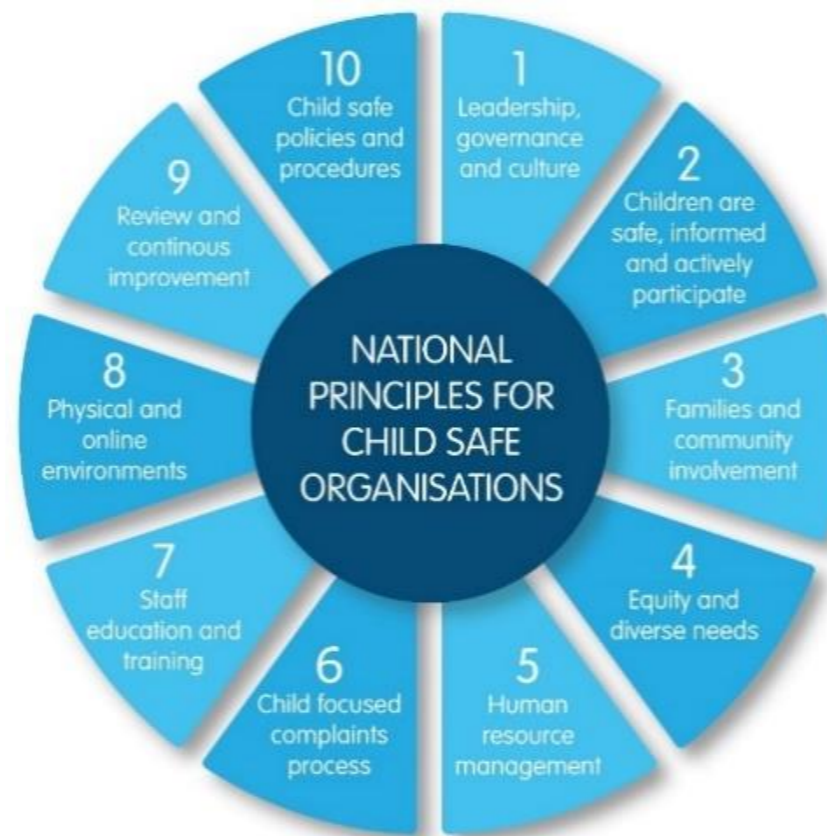 NATIONAL
PRINCIPLES FOR
CHILD SAFE
ORGANISATIONS
1
Leadership,
governance
and culture
2
Children are
safe, informed
and actively
participate
3
Families and
community
involvement
4
Equity and
diverse needs
5
Human
resource
management
6
Child focused
complaints
process
7
Staff
education and
training
8
Physical and
online
environments
9
Review and
continous
improvement
10
Child safe
policies and
procedures